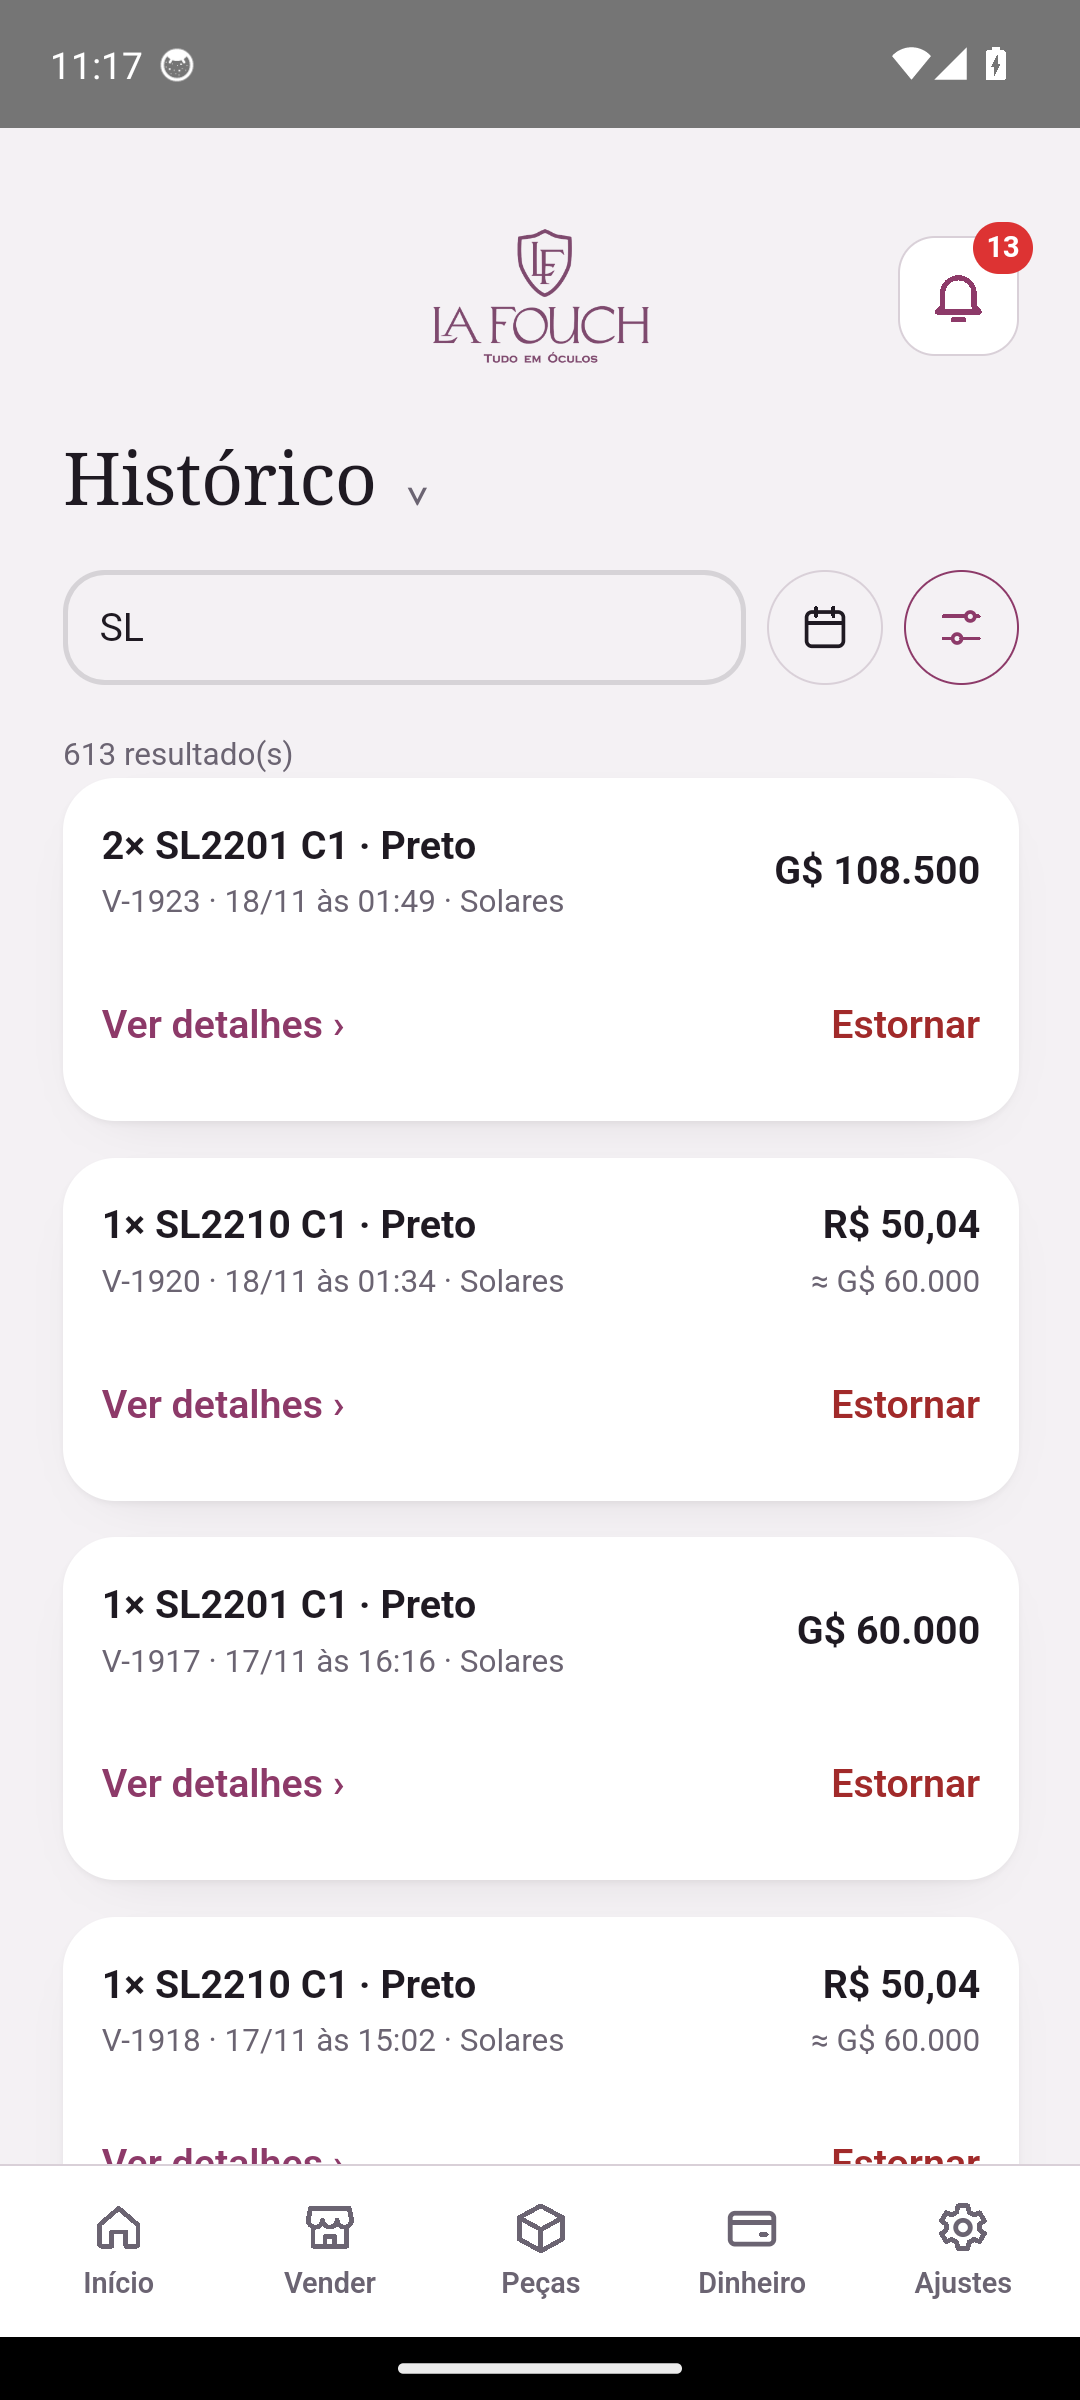 11:17
13
LF
LA FOUCH
TUDO EM ÓCULOS
Histórico
SL
613 resultado(s)
2× SL2201 C1 · Preto
G$ 108.500
V-1923 · 18/11 às 01:49 · Solares
Ver detalhes ›
Estornar
1× SL2210 C1 · Preto
R$ 50,04
V-1920 · 18/11 às 01:34 · Solares
≈ G$ 60.000
Ver detalhes ›
Estornar
1× SL2201 C1 · Preto
G$ 60.000
V-1917 · 17/11 às 16:16 · Solares
Ver detalhes ›
Estornar
1× SL2210 C1 · Preto
R$ 50,04
V-1918 · 17/11 às 15:02 · Solares
≈ G$ 60.000
Ver detalhes ›
Estornar
Início
Vender
Peças
Dinheiro
Ajustes